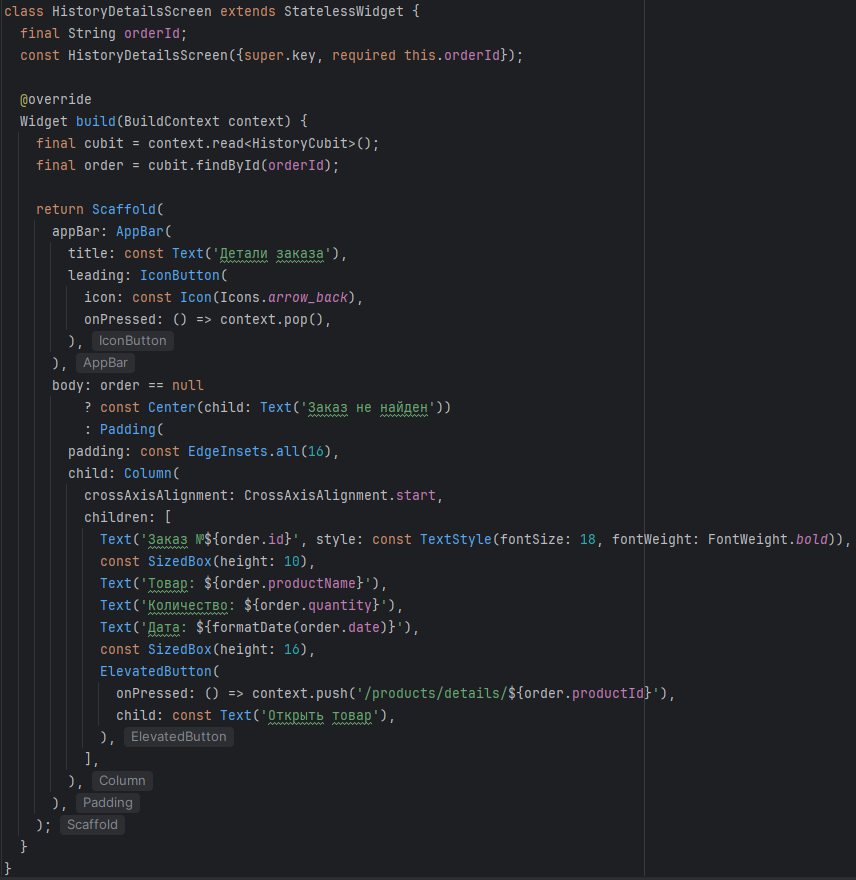 class HistoryDetailsScreen extends StatelessWidget {
  final String orderId;
  const HistoryDetailsScreen({super.key, required this.orderId});

  @override
  Widget build(BuildContext context) {
    final cubit = context.read<HistoryCubit>();
    final order = cubit.findById(orderId);

    return Scaffold(
      appBar: AppBar(
        title: const Text('Детали заказа'),
        leading: IconButton(
          icon: const Icon(Icons.arrow_back),
          onPressed: () => context.pop(),
        ), IconButton
      ), AppBar
      body: order == null
          ? const Center(child: Text('Заказ не найден'))
          : Padding(
        padding: const EdgeInsets.all(16),
        child: Column(
          crossAxisAlignment: CrossAxisAlignment.start,
          children: [
            Text('Заказ №${order.id}', style: const TextStyle(fontSize: 18, fontWeight: FontWeight.bold)),
            const SizedBox(height: 10),
            Text('Товар: ${order.productName}'),
            Text('Количество: ${order.quantity}'),
            Text('Дата: ${formatDate(order.date)}'),
            const SizedBox(height: 16),
            ElevatedButton(
              onPressed: () => context.push('/products/details/${order.productId}'),
              child: const Text('Открыть товар'),
            ), ElevatedButton
          ],
        ), Column
      ), Padding
    ); Scaffold
  }
}